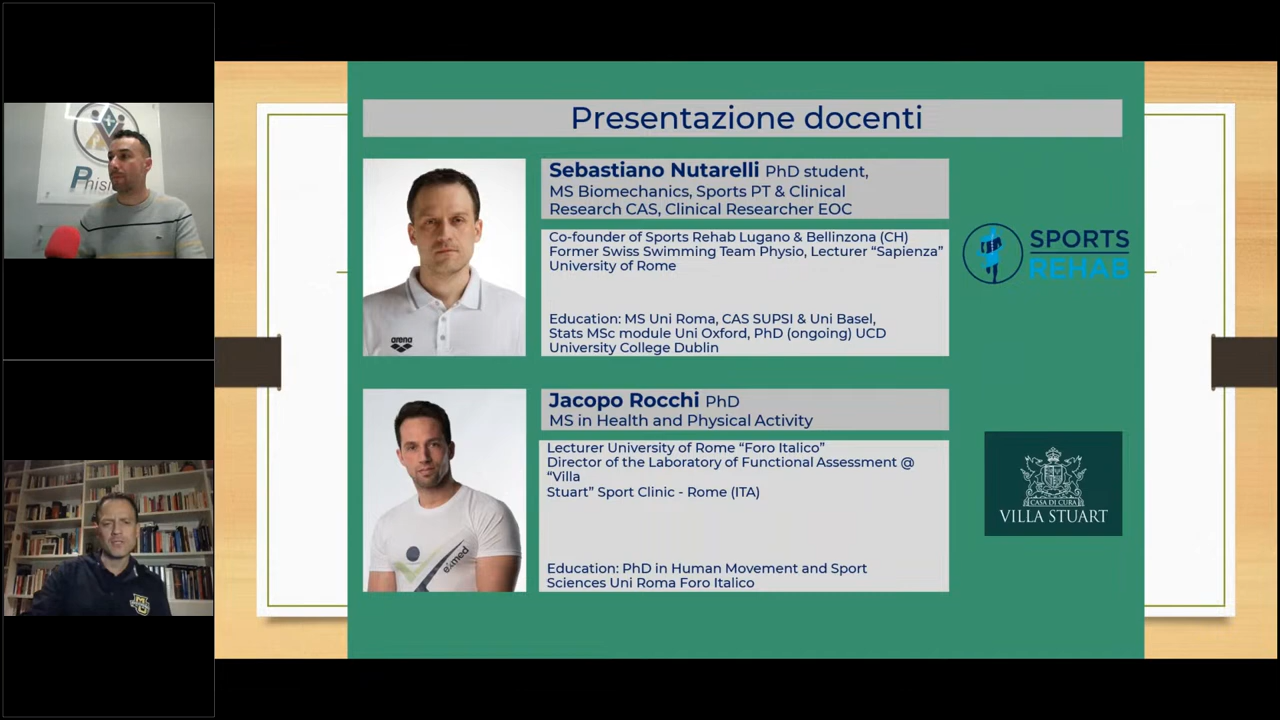 Presentazione docenti
Sebastiano Nutarelli PhD student,
MS Biomechanics, Sports PT & Clinical
Research CAS, Clinical Researcher EOC
Co-founder of Sports Rehab Lugano & Bellinzona (CH)
Former Swiss Swimming Team Physio, Lecturer “Sapienza”
University of Rome
Education: MS Uni Roma, CAS SUPSI & Uni Basel,
Stats MSc module Uni Oxford, PhD (ongoing) UCD
University College Dublin
arena
SPORTS
REHAB
Jacopo Rocchi PhD
MS in Health and Physical Activity
Lecturer University of Rome “Foro Italico”
Director of the Laboratory of Functional Assessment @
“Villa
Stuart” Sport Clinic - Rome (ITA)
Education: PhD in Human Movement and Sport
Sciences Uni Roma Foro Italico
exmed
CASA DI CURA
VILLA STUART